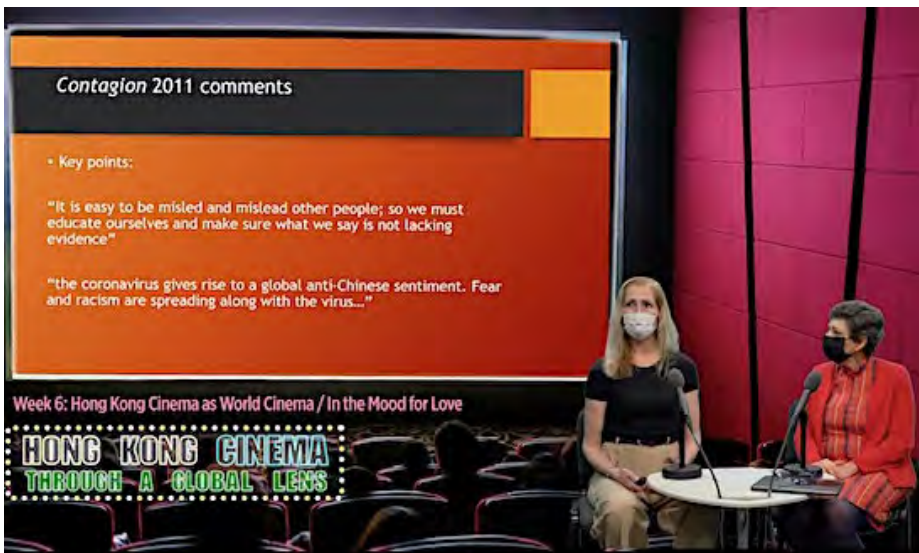 Contagion 2011 comments
• Key points:
"It is easy to be misled and mislead other people; so we must
educate ourselves and make sure what we say is not lacking
evidence"
"the coronavirus gives rise to a global anti-Chinese sentiment. Fear
and racism are spreading along with the virus…"
Week 6: Hong Kong Cinema as World Cinema / In the Mood for Love
HONG KONG CINEMA
THROUGH A GLOBAL LENS